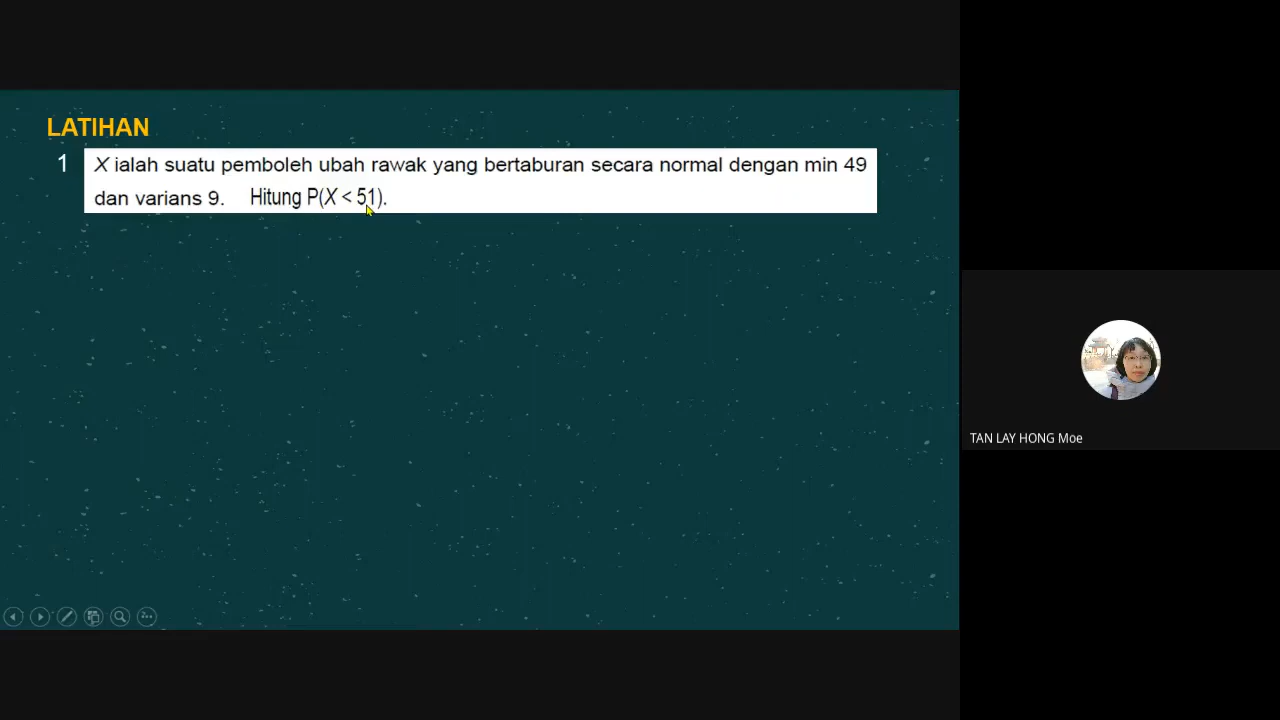 LATIHAN
1 X ialah suatu pemboleh ubah rawak yang bertaburan secara normal dengan min 49
dan varians 9. Hitung P(X < 51).
TAN LAY HONG Moe